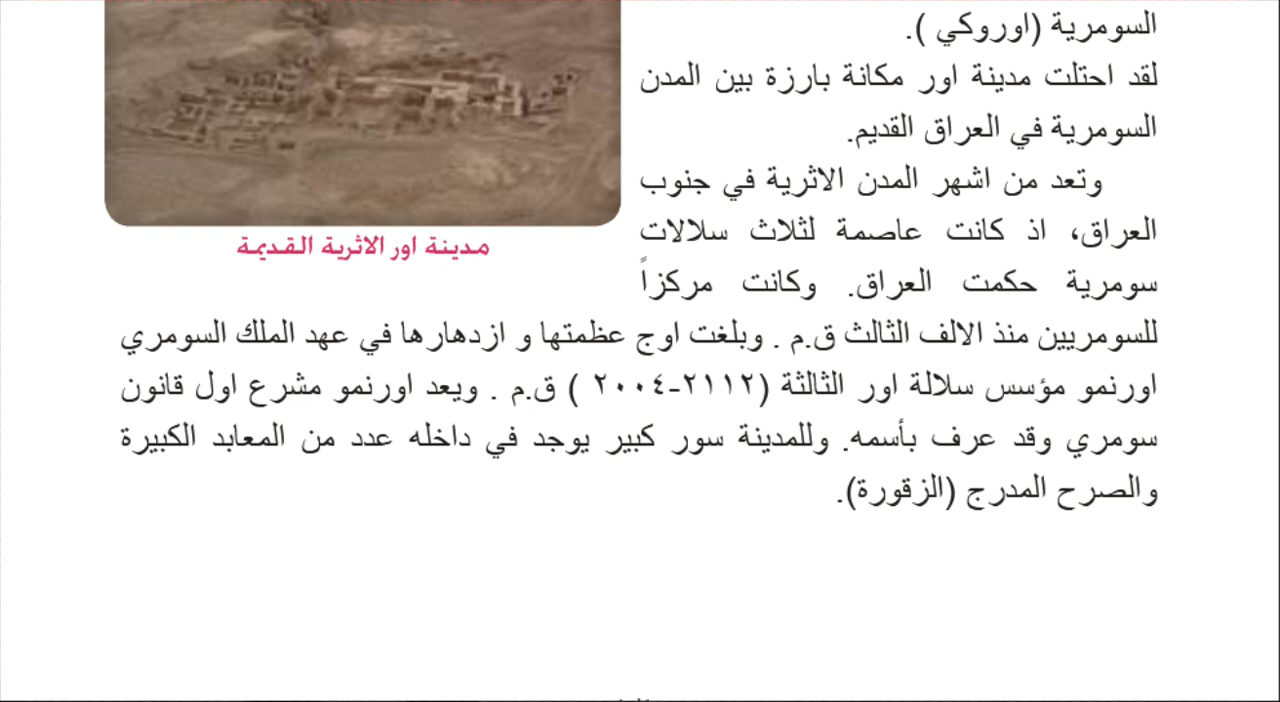 السومرية (اوروكي ).
لقد احتلت مدينة اور مكانة بارزة بين المدن
السومرية في العراق القديم.
وتعد من اشهر المدن الاثرية في جنوب
العراق، اذ كانت عاصمة لثلاث سلالات
سومرية حكمت العراق. وكانت مركزاً
مدينة اور الاثرية القديمة
للسومريين منذ الالف الثالث ق.م . وبلغت اوج عظمتها و ازدهارها في عهد الملك السومري
اورنمو مؤسس سلالة اور الثالثة (٢١١٢-٢٠٠٤ ) ق.م . ويعد اورنمو مشرع اول قانون
سومري وقد عرف بأسمه. وللمدينة سور كبير يوجد في داخله عدد من المعابد الكبيرة
والصرح المدرج (الزقورة).